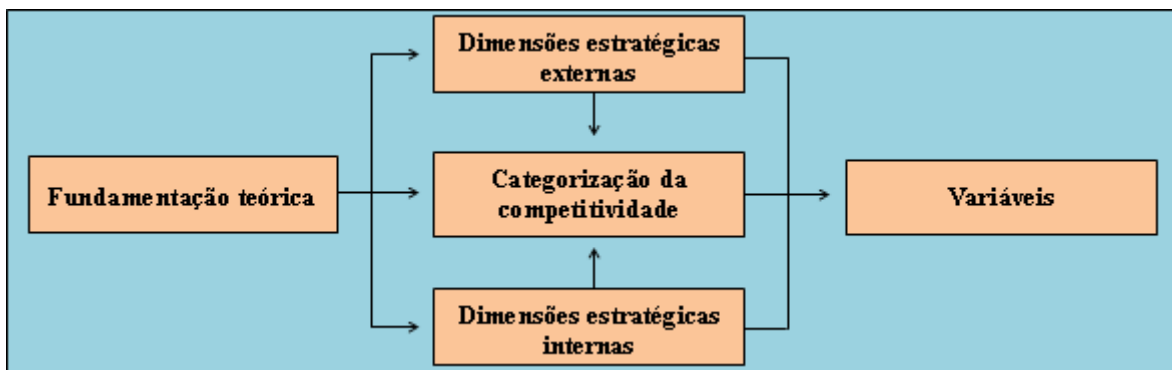 Dimensões estratégicas
externas
Fundamentação teórica
Categorização da
competitividade
Variáveis
Dimensões estratégicas
internas